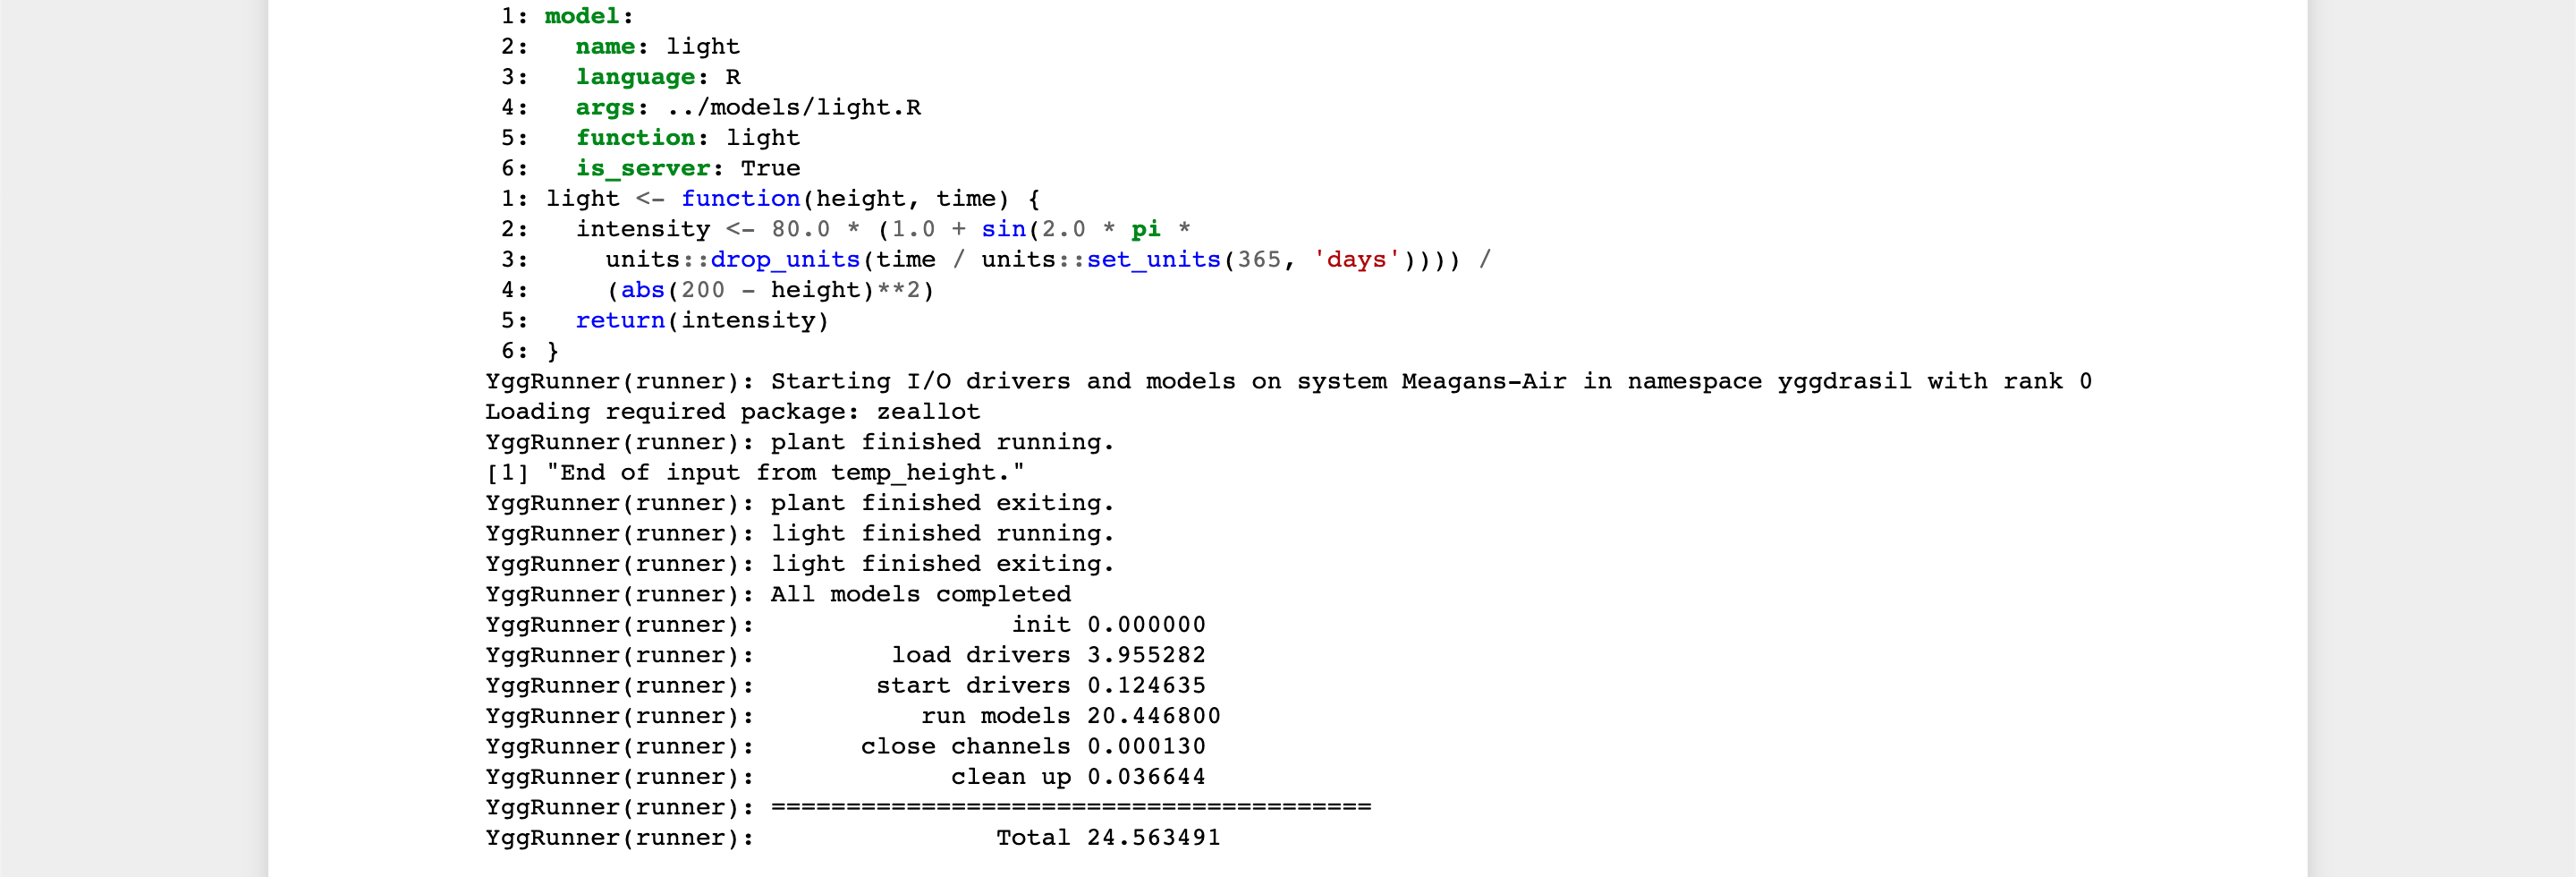 1: model:
2:   name: light
3:   language: R
4:   args: ../models/light.R
5:   function: light
6:   is_server: True
1: light <- function(height, time) {
2:   intensity <- 80.0 * (1.0 + sin(2.0 * pi *
3:     units::drop_units(time / units::set_units(365, 'days')))) /
4:     (abs(200 - height)**2)
5:   return(intensity)
6: }
YggRunner(runner): Starting I/O drivers and models on system Meagans-Air in namespace yggdrasil with rank 0
Loading required package: zeallot
YggRunner(runner): plant finished running.
[1] "End of input from temp_height."
YggRunner(runner): plant finished exiting.
YggRunner(runner): light finished running.
YggRunner(runner): light finished exiting.
YggRunner(runner): All models completed
YggRunner(runner):                 init 0.000000
YggRunner(runner):         load drivers 3.955282
YggRunner(runner):        start drivers 0.124635
YggRunner(runner):           run models 20.446800
YggRunner(runner):       close channels 0.000130
YggRunner(runner):             clean up 0.036644
YggRunner(runner): ========================================
YggRunner(runner):                Total 24.563491